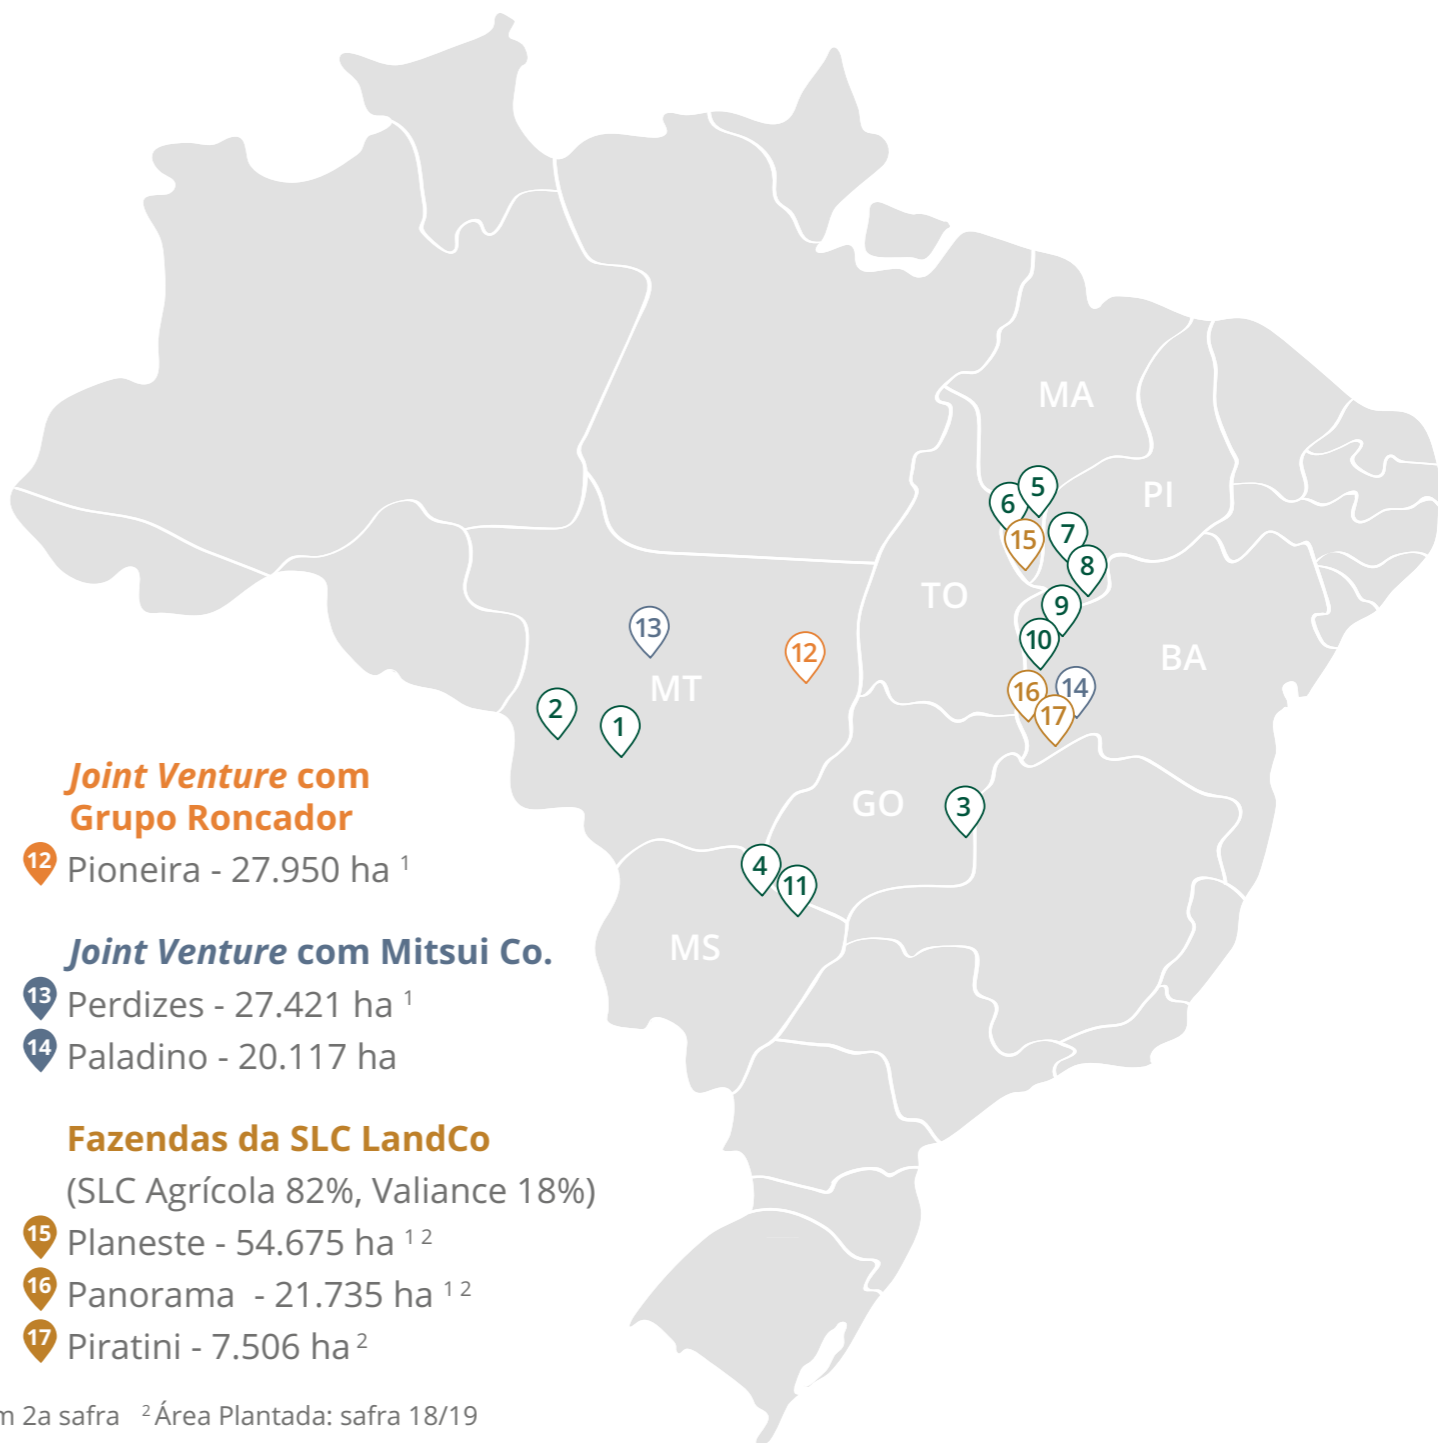 MA
5
PI
6
7
15
8
TO
9
13
10
12
BA
MT
16
14
2
17
1
Joint Venture com
Grupo Roncador
GO
3
12 Pioneira - 27.950 ha ¹
4
11
Joint Venture com Mitsui Co.
MS
13 Perdizes - 27.421 ha ¹
14 Paladino - 20.117 ha
Fazendas da SLC LandCo
(SLC Agrícola 82%, Valiance 18%)
15 Planeste - 54.675 ha ¹ ²
16 Panorama - 21.735 ha ¹ ²
17 Piratini - 7.506 ha ²
2a safra ² Área Plantada: safra 18/19